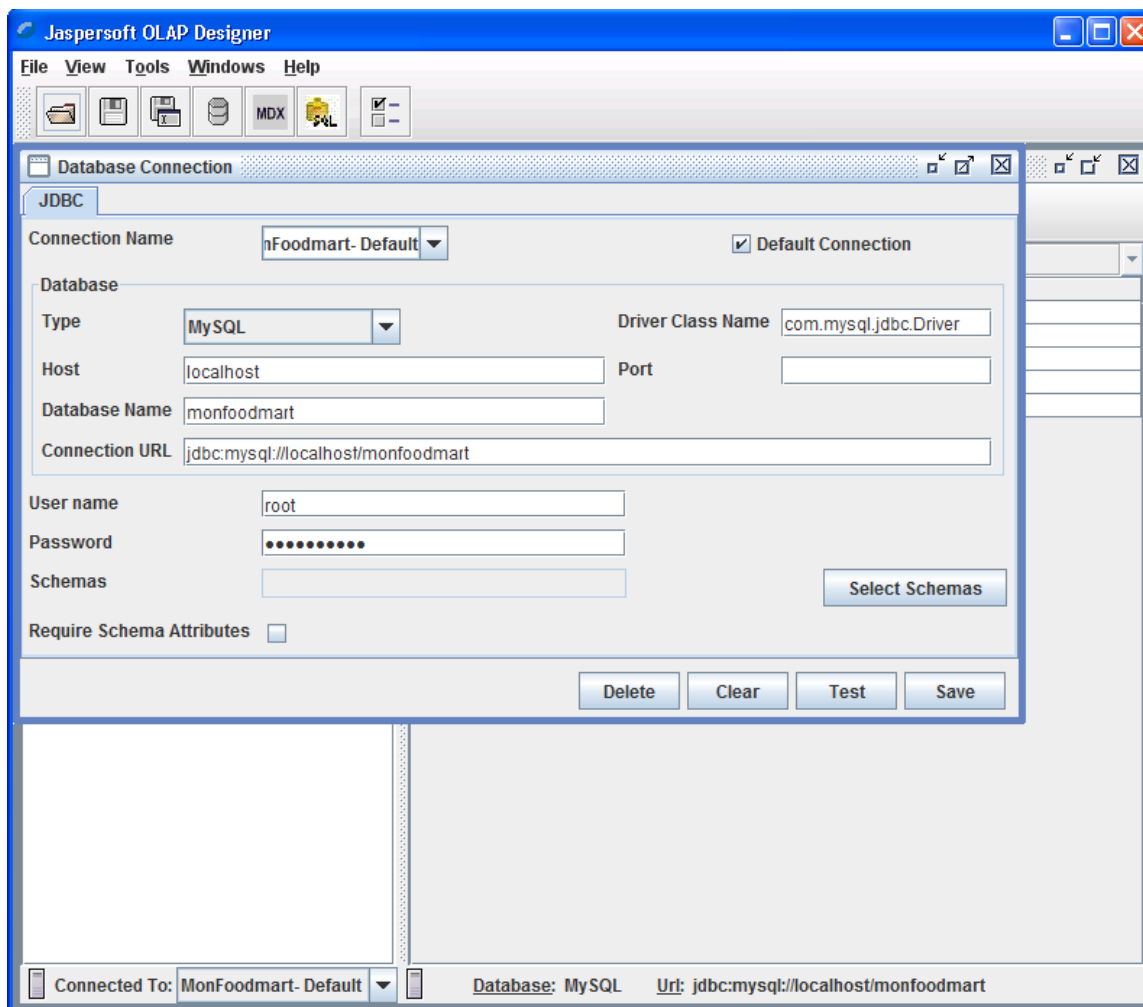 Jaspersoft OLAP Designer
File View Tools Windows Help
MDX SQL
Database Connection
JDBC
Connection Name nFoodmart- Default Default Connection
Database
Type MySQL Driver Class Name com.mysql.jdbc.Driver
Host localhost Port
Database Name monfoodmart
Connection URL jdbc:mysql://localhost/monfoodmart
User name root
Password ••••••••••
Schemas Select Schemas
Require Schema Attributes
Delete Clear Test Save
Connected To: MonFoodmart- Default Database: MySQL Url: jdbc:mysql://localhost/monfoodmart